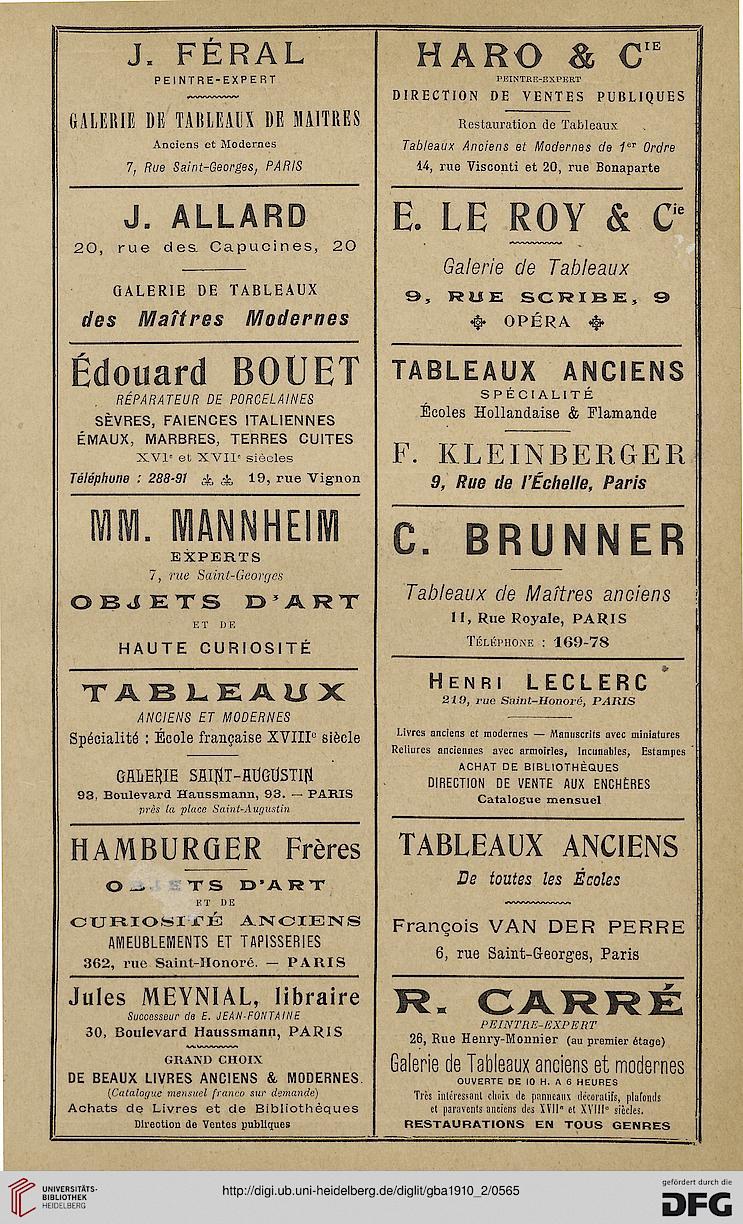 J. FÉRAL
PEINTRE-EXPERT
GALERIE DE TABLEAUX DE MAITRES
Anciens et Modernes
7, Rue Saint-Georges, PARIS
J. ALLARD
20, rue des Capucines, 20
GALERIE DE TABLEAUX
des Maîtres Modernes
Édouard BOUET
RÉPARATEUR DE PORCELAINES
SÈVRES, FAIENCES ITALIENNES
ÉMAUX, MARBRES, TERRES CUITES
XVIe et XVIIe siècles
Téléphone : 288-91 19, rue Vignon
MM. MANNHEIM
EXPERTS
7, rue Saint-Georges
OBJETS D'ART
ET DE
HAUTE CURIOSITÉ
TABLEAUX
ANCIENS ET MODERNES
Spécialité : École française XVIIIe siècle
GALERIE SAINT-AUGUSTIN
93, Boulevard Haussmann, 93. — PARIS
près la place Saint-Augustin
HAMBURGER Frères
OBJETS D'ART
ET DE
CURIOSITÉ ANCIENS
AMEUBLEMENTS ET TAPISSERIES
362, rue Saint-Honoré. — PARIS
Jules MEYNIAL, libraire
Successeur de E. JEAN-FONTAINE
30, Boulevard Haussmann, PARIS
GRAND CHOIX
DE BEAUX LIVRES ANCIENS & MODERNES.
(Catalogue mensuel franco sur demande)
Achats de Livres et de Bibliothèques
Direction de Ventes publiques
HARO & CIE
PEINTRE-EXPERT
DIRECTION DE VENTES PUBLIQUES
Restauration de Tableaux
Tableaux Anciens et Modernes de 1er Ordre
14, rue Visconti et 20, rue Bonaparte
E. LE ROY & Cie
Galerie de Tableaux
9, RUE SCRIBE, 9
OPÉRA
TABLEAUX ANCIENS
SPÉCIALITÉ
Écoles Hollandaise & Flamande
F. KLEINBERGER
9, Rue de l'Échelle, Paris
C. BRUNNER
Tableaux de Maîtres anciens
11, Rue Royale, PARIS
TÉLÉPHONE : 169-78
HENRI LECLERC
219, rue Saint-Honoré, PARIS
Livres anciens et modernes — Manuscrits avec miniatures
Reliures anciennes avec armoiries, Incunables, Estampes
ACHAT DE BIBLIOTHÈQUES
DIRECTION DE VENTE AUX ENCHÈRES
Catalogue mensuel
TABLEAUX ANCIENS
De toutes les Écoles
François VAN DER PERRE
6, rue Saint-Georges, Paris
R. CARRÉ
PEINTRE-EXPERT
26, Rue Henry-Monnier (au premier étage)
Galerie de Tableaux anciens et modernes
OUVERTE DE 10 H. A 6 HEURES
Très intéressant choix de panneaux décoratifs, plafonds
et paravents anciens des XVIIe et XVIIIe siècles.
RESTAURATIONS EN TOUS GENRES
UNIVERSITÄTS-
BIBLIOTHEK
HEIDELBERG
http://digi.ub.uni-heidelberg.de/diglit/gba1910_2/0565
gefördert durch die
DFG